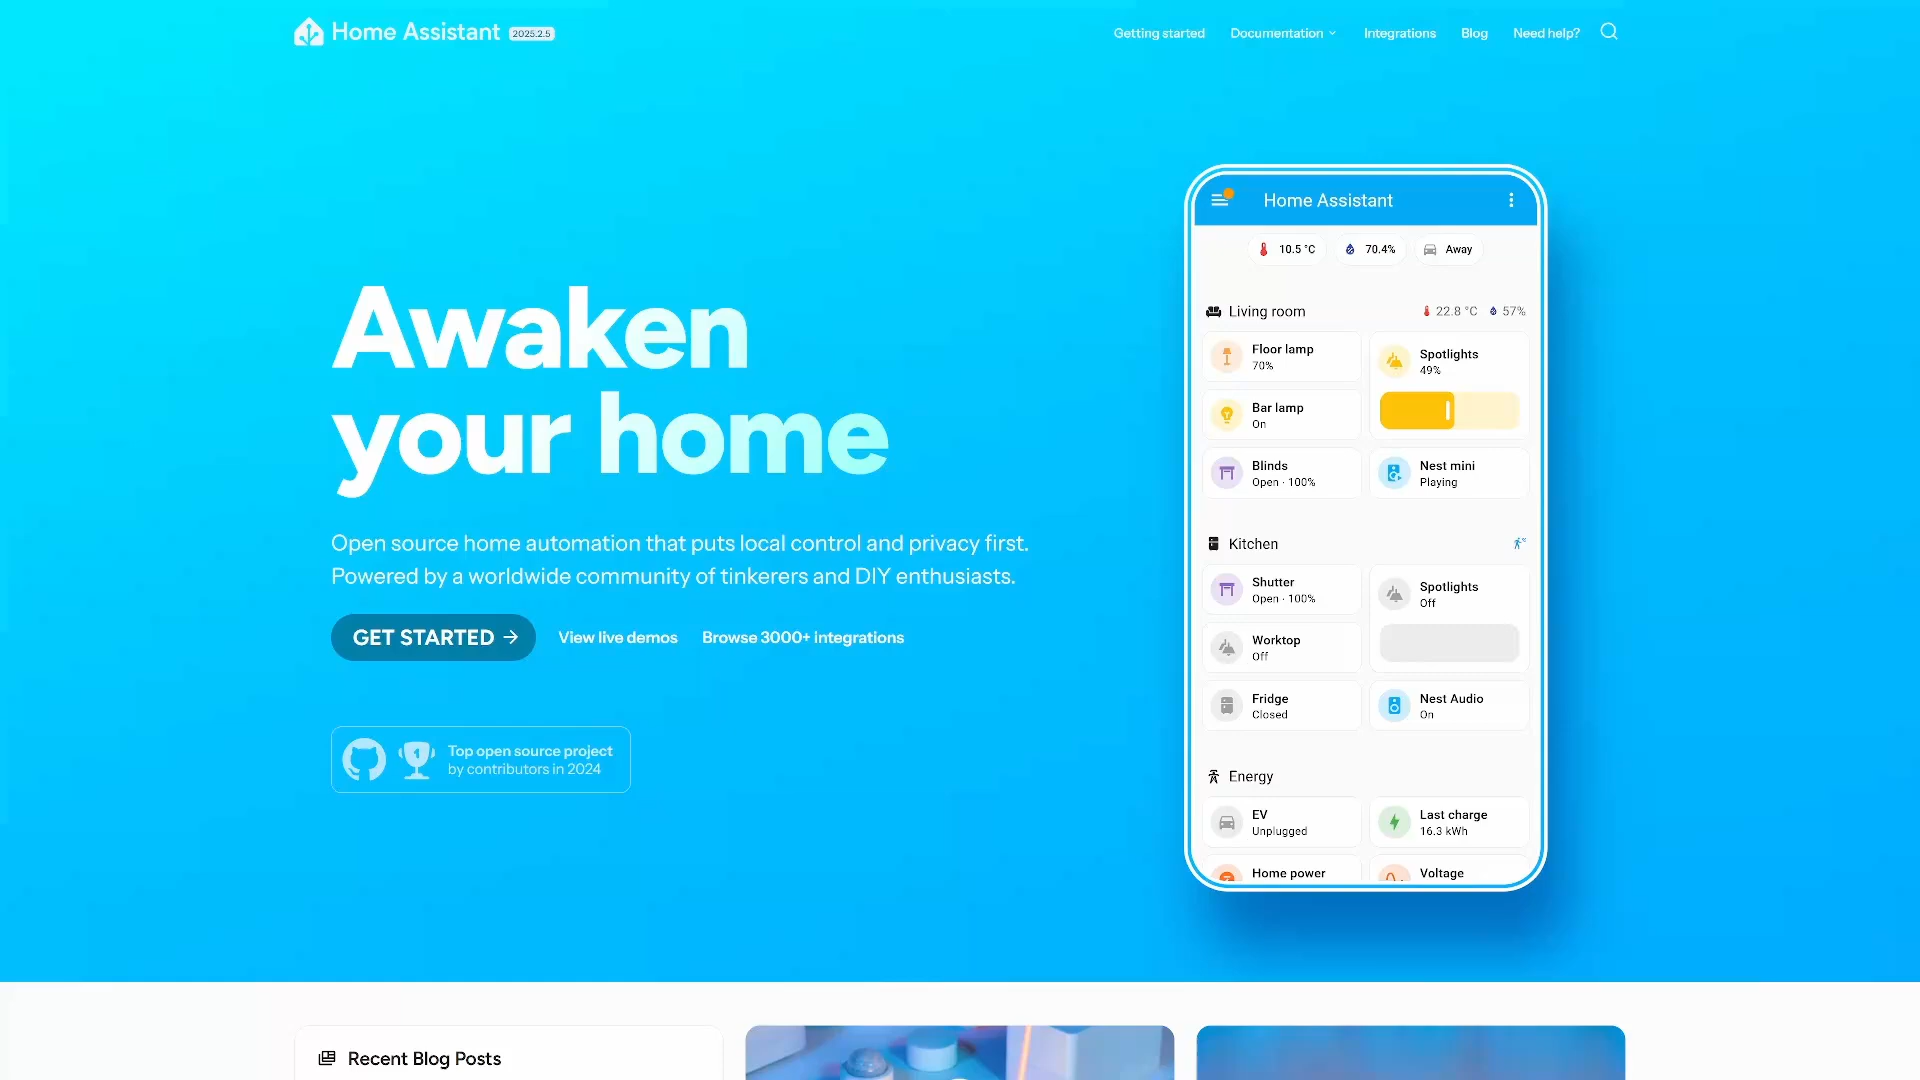 Home Assistant 2025.2.5
Getting started Documentation Integrations Blog Need help?
Awaken
your home
Open source home automation that puts local control and privacy first.
Powered by a worldwide community of tinkerers and DIY enthusiasts.
GET STARTED → View live demos Browse 3000+ integrations
1
Top open source project
by contributors in 2024
Home Assistant
10.5 °C 70.4% Away
Living room 22.8 °C 57%
Floor lamp
70%
Spotlights
49%
Bar lamp
On
Blinds
Open · 100%
Nest mini
Playing
Kitchen
Shutter
Open · 100%
Spotlights
Off
Worktop
Off
Fridge
Closed
Nest Audio
On
Energy
EV
Unplugged
Last charge
16.3 kWh
Home power
Voltage
Recent Blog Posts